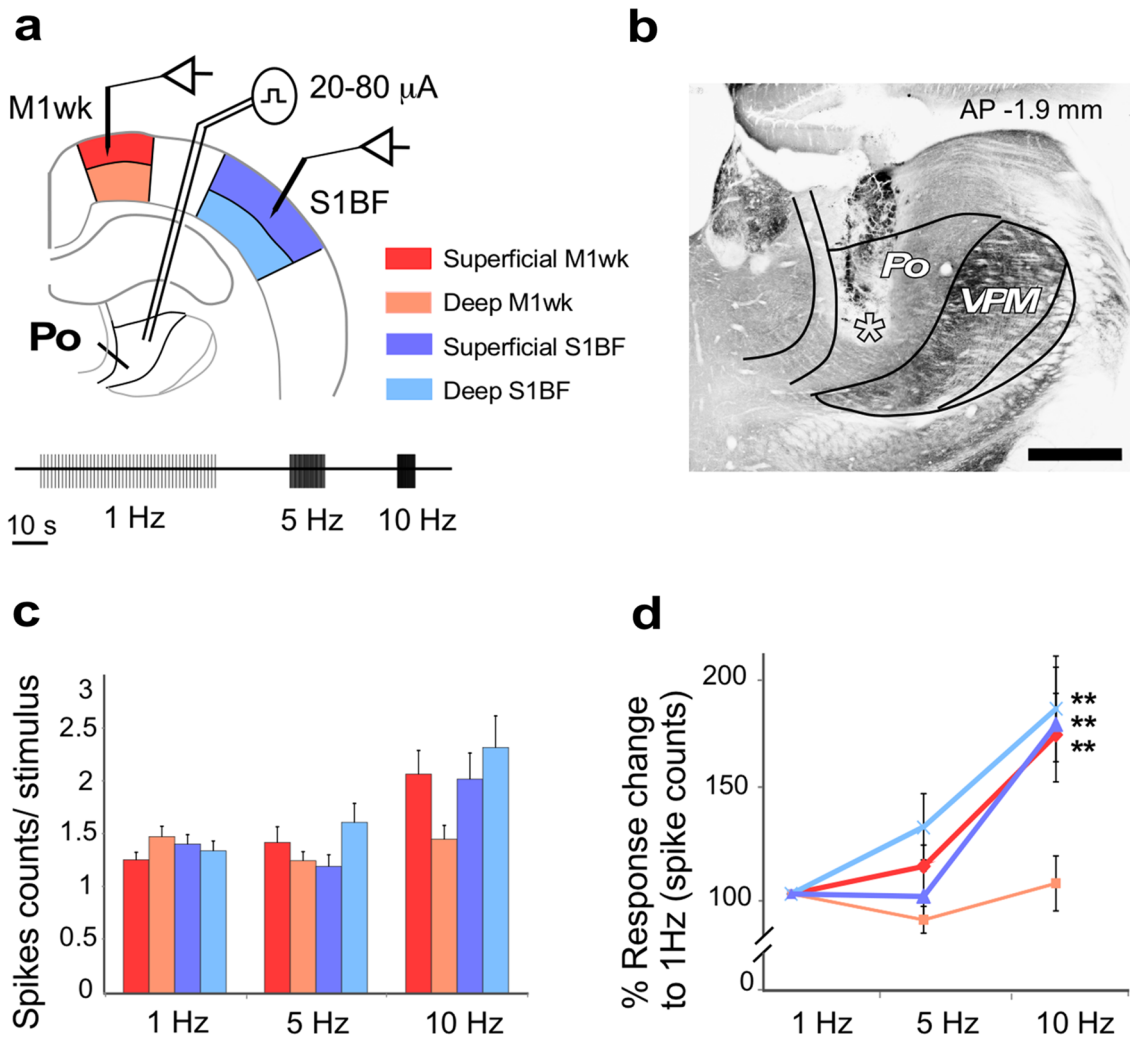 a
M1wk
20-80 μA
S1BF
Superficial M1wk
Deep M1wk
Superficial S1BF
Deep S1BF
Po
1 Hz
5 Hz
10 Hz
10 s
b
AP -1.9 mm
Po
VPM
*
c
Spikes counts/ stimulus
3
2.5
2
1.5
1
0.5
0
1 Hz
5 Hz
10 Hz
d
% Response change
to 1Hz (spike counts)
200
150
100
0
**
**
**
1 Hz
5 Hz
10 Hz